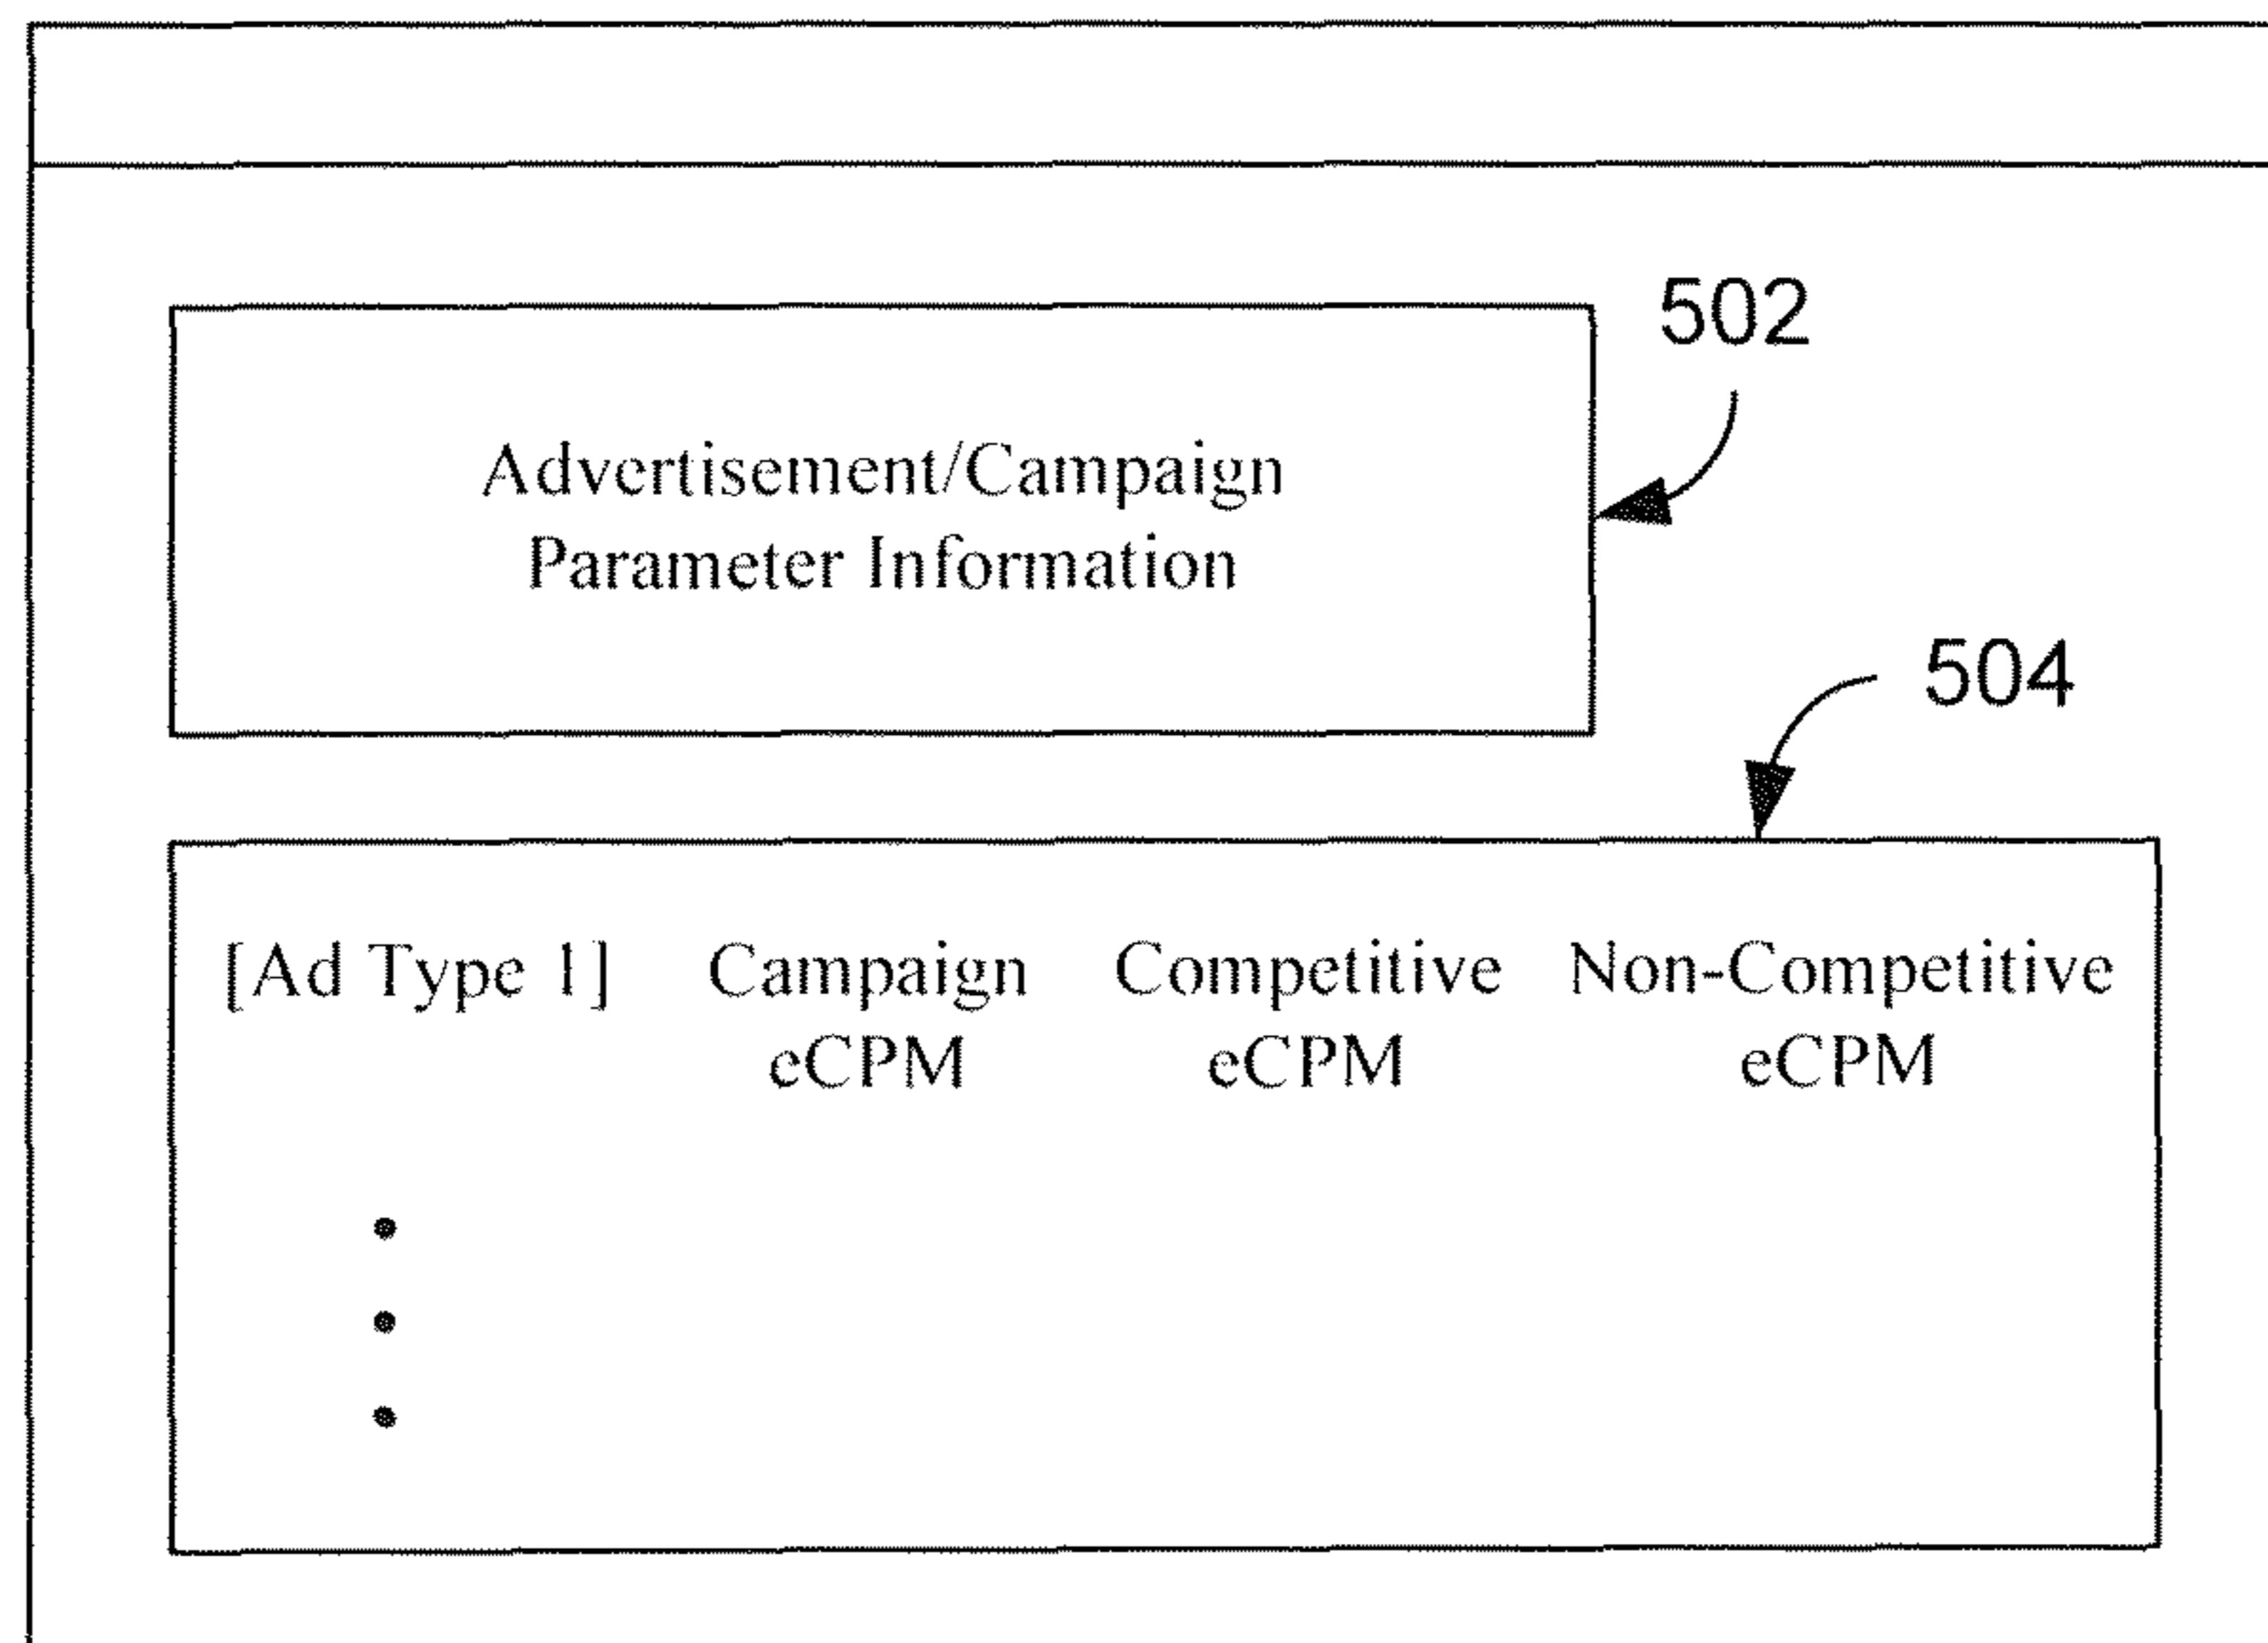 502
Advertisement/Campaign
Parameter Information
504
[Ad Type 1] Campaign Competitive Non-Competitive
eCPM eCPM eCPM